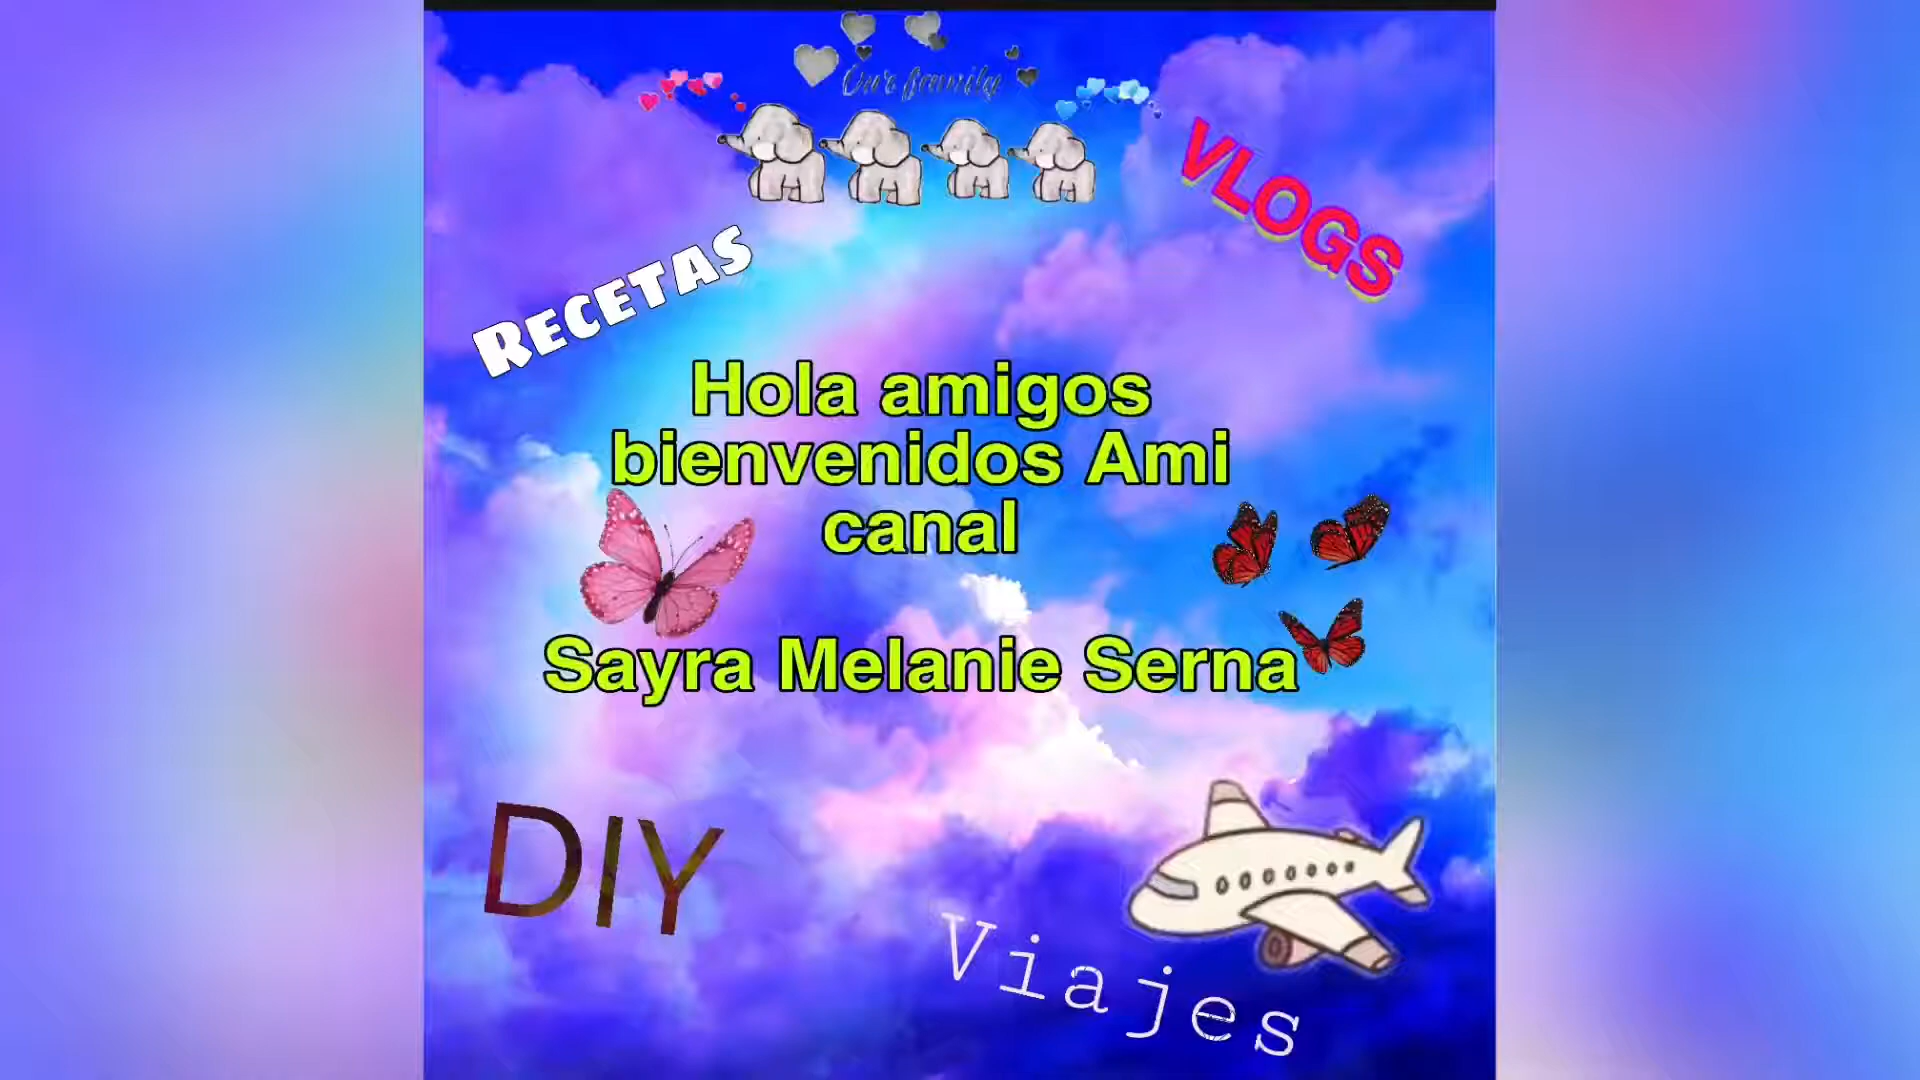 Our family
VLOGS
RECETAS
Hola amigos
bienvenidos Ami
canal
Sayra Melanie Serna
DIY
Viajes